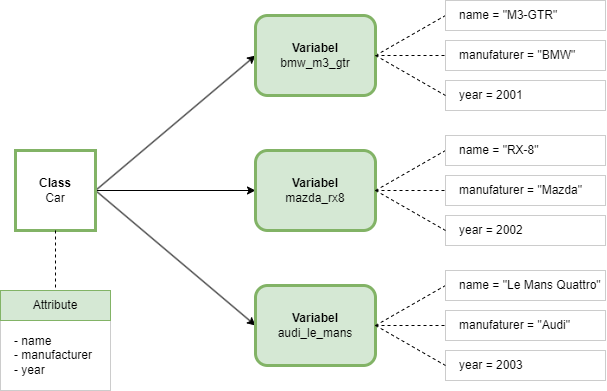 Class
Car
Attribute
- name
- manufacturer
- year
Variabel
bmw_m3_gtr
name = "M3-GTR"
manufaturer = "BMW"
year = 2001
Variabel
mazda_rx8
name = "RX-8"
manufaturer = "Mazda"
year = 2002
Variabel
audi_le_mans
name = "Le Mans Quattro"
manufaturer = "Audi"
year = 2003